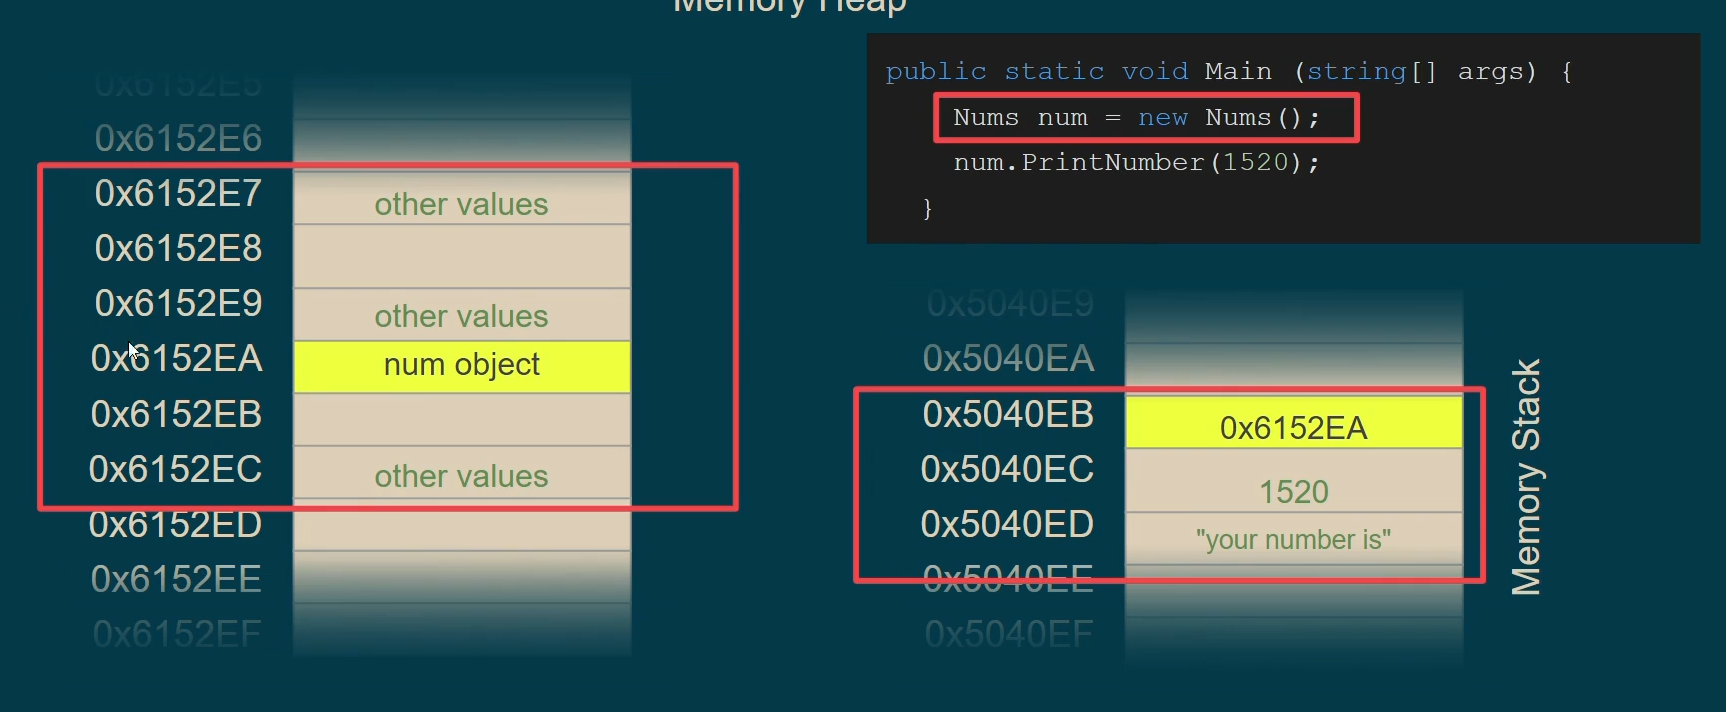 Memory Heap
0x6152E5
0x6152E6
0x6152E7 other values
0x6152E8
0x6152E9 other values
0x6152EA num object
0x6152EB
0x6152EC other values
0x6152ED
0x6152EE
0x6152EF
public static void Main (string[] args) {
Nums num = new Nums();
num.PrintNumber(1520);
}
0x5040E9
0x5040EA
0x5040EB 0x6152EA
0x5040EC 1520
0x5040ED "your number is"
0x5040EE
0x5040EF
Memory Stack